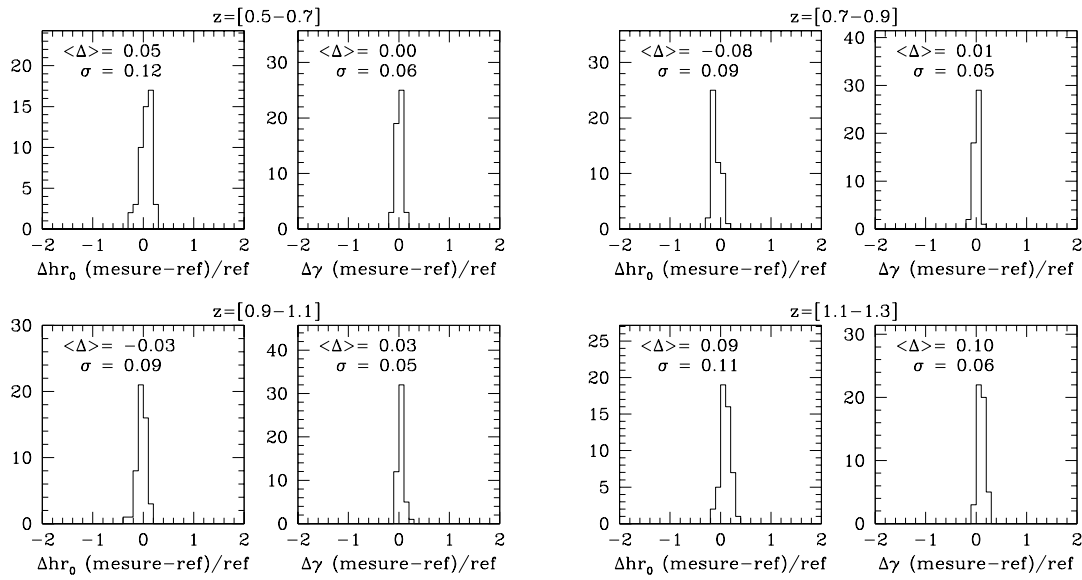 z=[0.5−0.7]
z=[0.7−0.9]
<Δ>= 0.05
σ = 0.12
20
15
10
5
0
−2 −1 0 1 2
Δhr₀ (mesure−ref)/ref
<Δ>= 0.00
σ = 0.06
30
20
10
0
−2 −1 0 1 2
Δγ (mesure−ref)/ref
<Δ>= −0.08
σ = 0.09
30
20
10
0
−2 −1 0 1 2
Δhr₀ (mesure−ref)/ref
<Δ>= 0.01
σ = 0.05
40
30
20
10
0
−2 −1 0 1 2
Δγ (mesure−ref)/ref
z=[0.9−1.1]
z=[1.1−1.3]
<Δ>= −0.03
σ = 0.09
30
20
10
0
−2 −1 0 1 2
Δhr₀ (mesure−ref)/ref
<Δ>= 0.03
σ = 0.05
40
30
20
10
0
−2 −1 0 1 2
Δγ (mesure−ref)/ref
<Δ>= 0.09
σ = 0.11
25
20
15
10
5
0
−2 −1 0 1 2
Δhr₀ (mesure−ref)/ref
<Δ>= 0.10
σ = 0.06
30
20
10
0
−2 −1 0 1 2
Δγ (mesure−ref)/ref